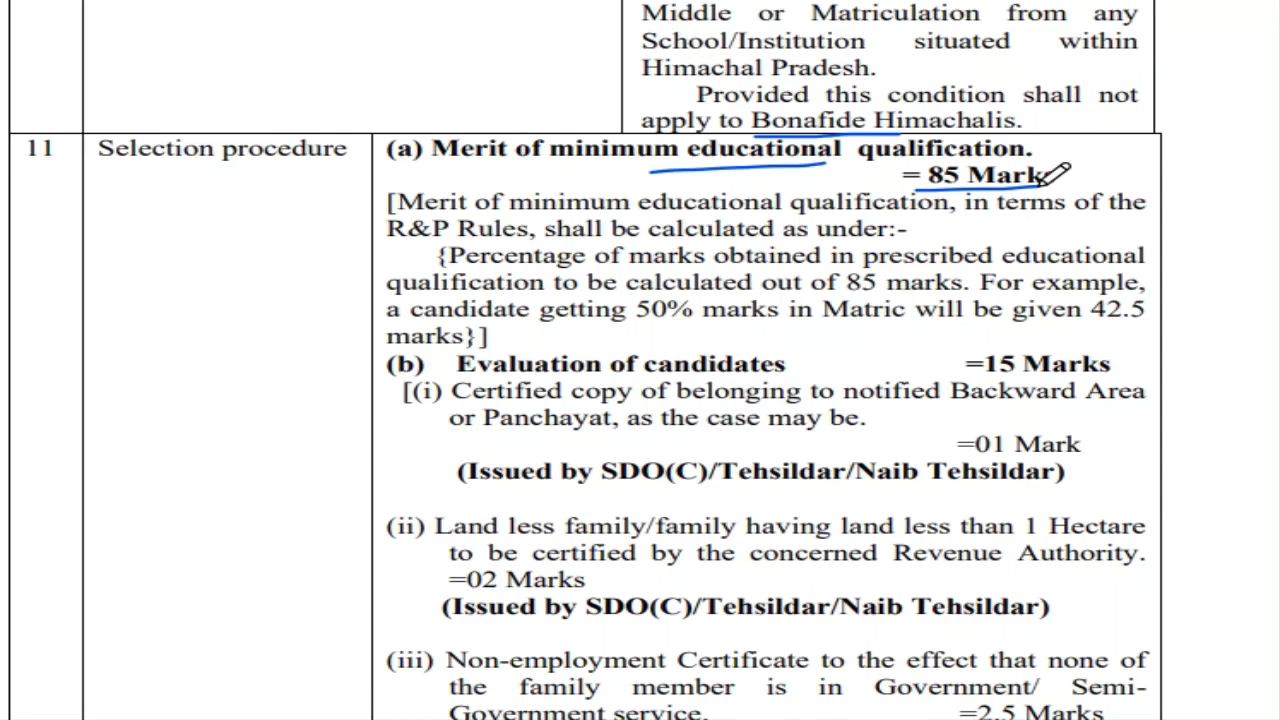 Middle or Matriculation from any
School/Institution situated within
Himachal Pradesh.
Provided this condition shall not
apply to Bonafide Himachalis.
11 Selection procedure (a) Merit of minimum educational qualification.
= 85 Mark
[Merit of minimum educational qualification, in terms of the
R&P Rules, shall be calculated as under:-
{Percentage of marks obtained in prescribed educational
qualification to be calculated out of 85 marks. For example,
a candidate getting 50% marks in Matric will be given 42.5
marks}]
(b) Evaluation of candidates =15 Marks
[(i) Certified copy of belonging to notified Backward Area
or Panchayat, as the case may be.
=01 Mark
(Issued by SDO(C)/Tehsildar/Naib Tehsildar)
(ii) Land less family/family having land less than 1 Hectare
to be certified by the concerned Revenue Authority.
=02 Marks
(Issued by SDO(C)/Tehsildar/Naib Tehsildar)
(iii) Non-employment Certificate to the effect that none of
the family member is in Government/ Semi-
Government service. =2.5 Marks